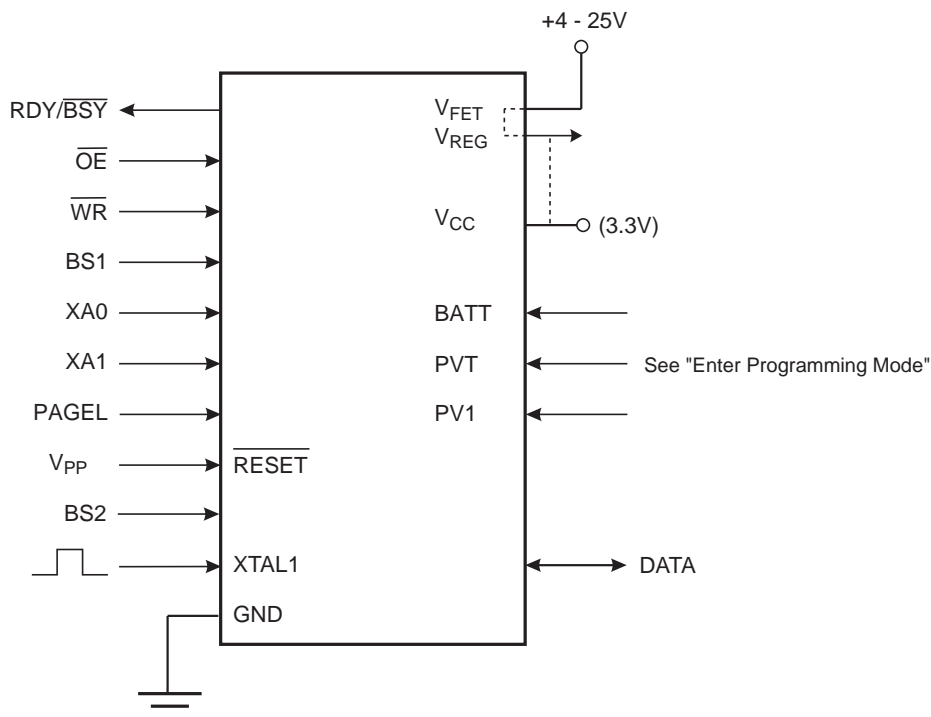 +4 - 25V
RDY/BSY
OE
WR
BS1
XA0
XA1
PAGEL
VPP
BS2
VFET
VREG
VCC
(3.3V)
BATT
PVT
See "Enter Programming Mode"
PV1
RESET
XTAL1
DATA
GND